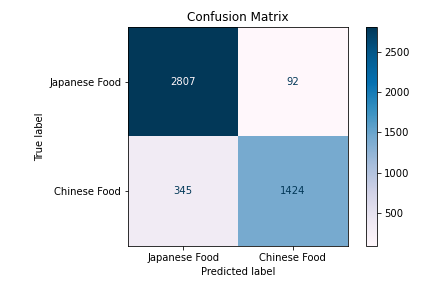 Confusion Matrix
Japanese Food
2807
92
Chinese Food
345
1424
Japanese Food
Chinese Food
Predicted label
True label
2500
2000
1500
1000
500